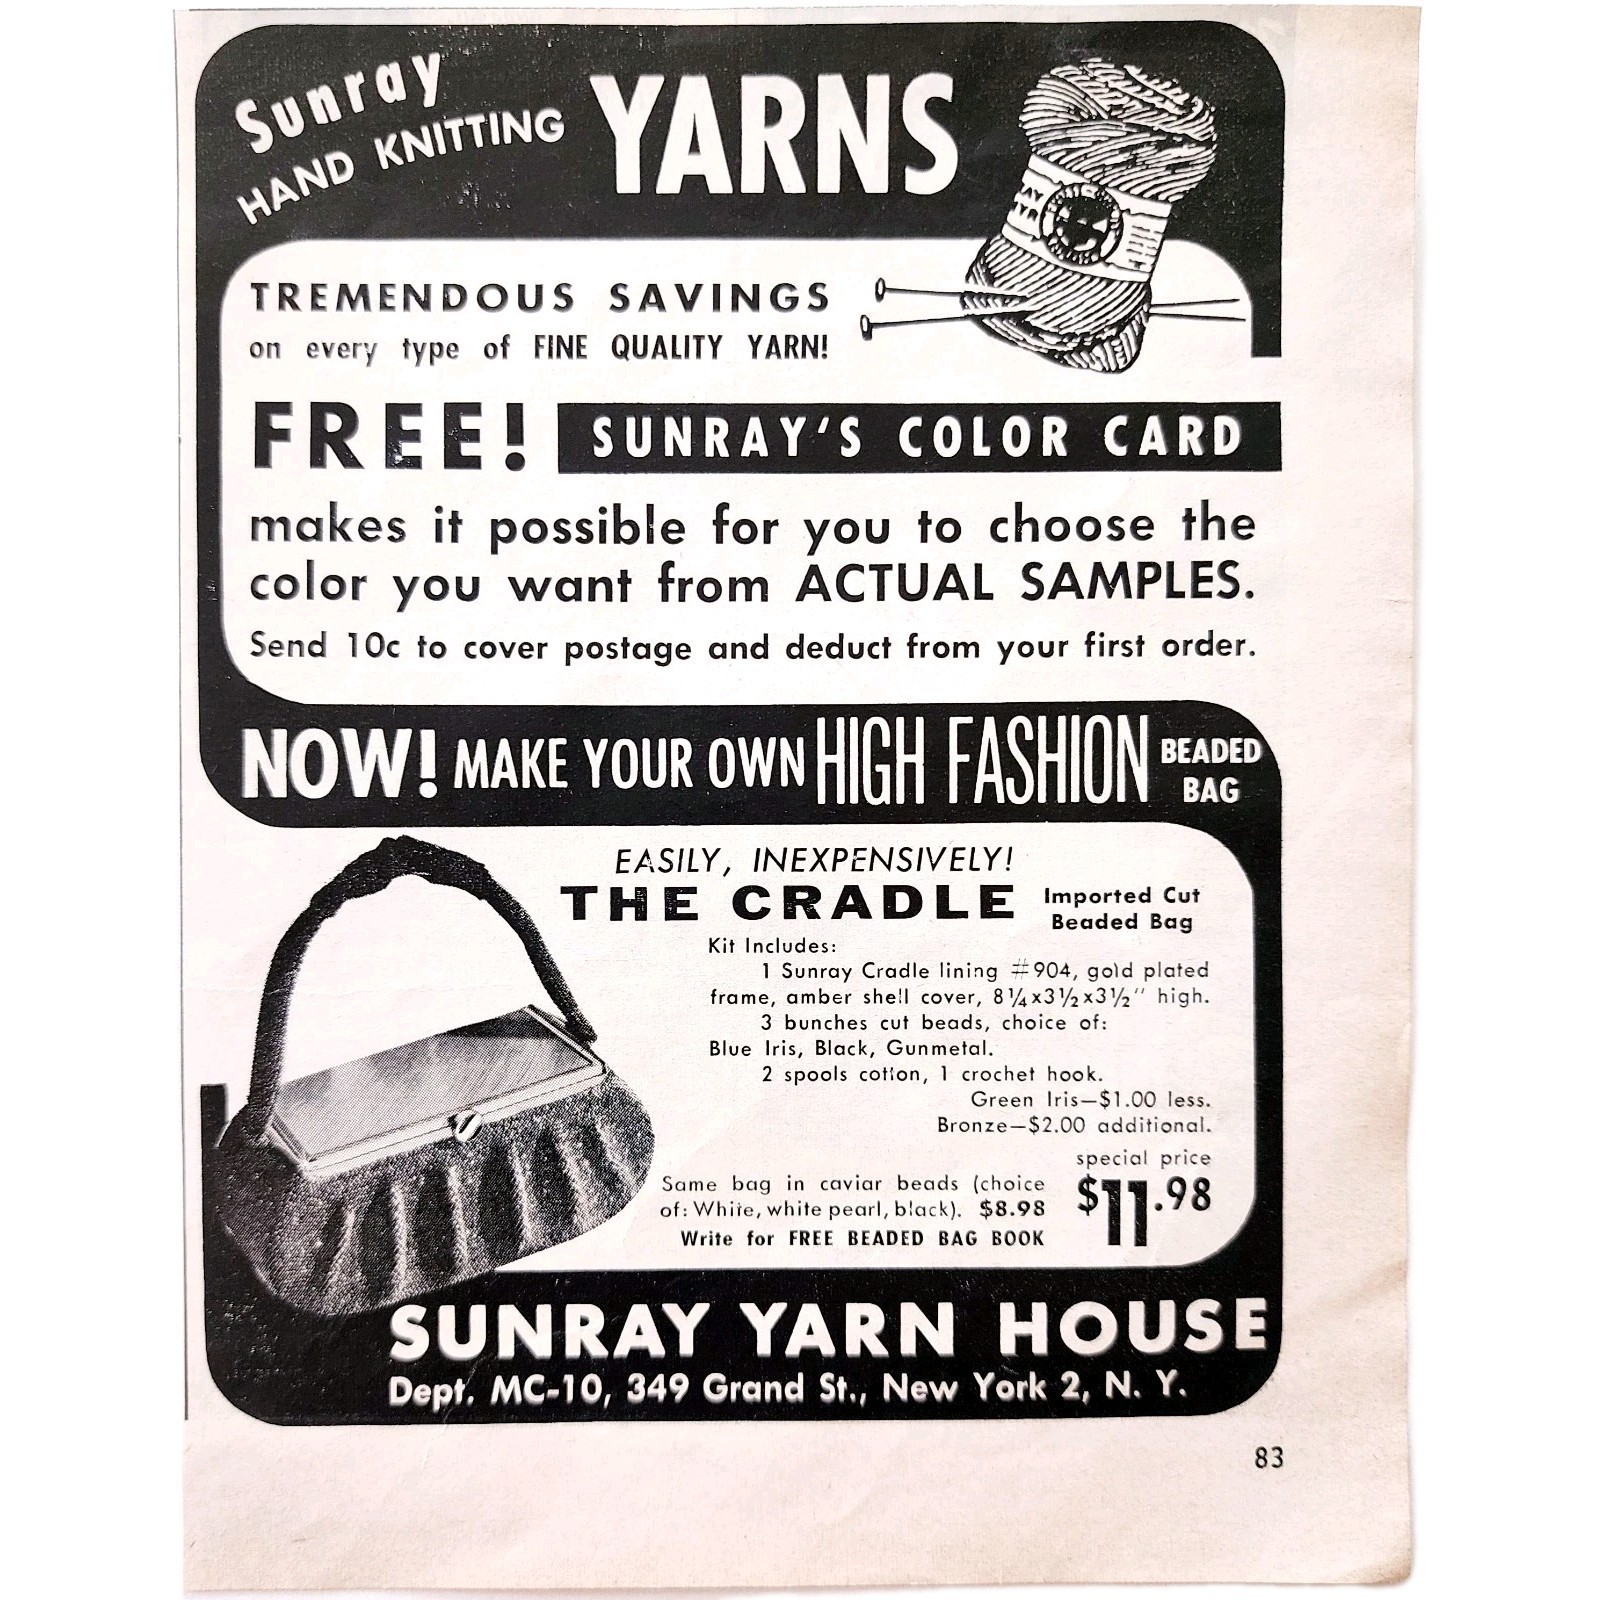 Sunray
HAND KNITTING
YARNS
TREMENDOUS SAVINGS
on every type of FINE QUALITY YARN!
FREE! SUNRAY'S COLOR CARD
makes it possible for you to choose the
color you want from ACTUAL SAMPLES.
Send 10c to cover postage and deduct from your first order.
NOW! MAKE YOUR OWN HIGH FASHION BEADED
BAG
EASILY, INEXPENSIVELY!
THE CRADLE
Imported Cut
Beaded Bag
Kit Includes:
1 Sunray Cradle lining #904, gold plated
frame, amber shell cover, 8¼x3½x3½" high.
3 bunches cut beads, choice of:
Blue Iris, Black, Gunmetal.
2 spools cotton, 1 crochet hook.
Green Iris—$1.00 less.
Bronze—$2.00 additional.
special price
$11.98
Same bag in caviar beads (choice
of: White, white pearl, black). $8.98
Write for FREE BEADED BAG BOOK
SUNRAY YARN HOUSE
Dept. MC-10, 349 Grand St., New York 2, N. Y.
83